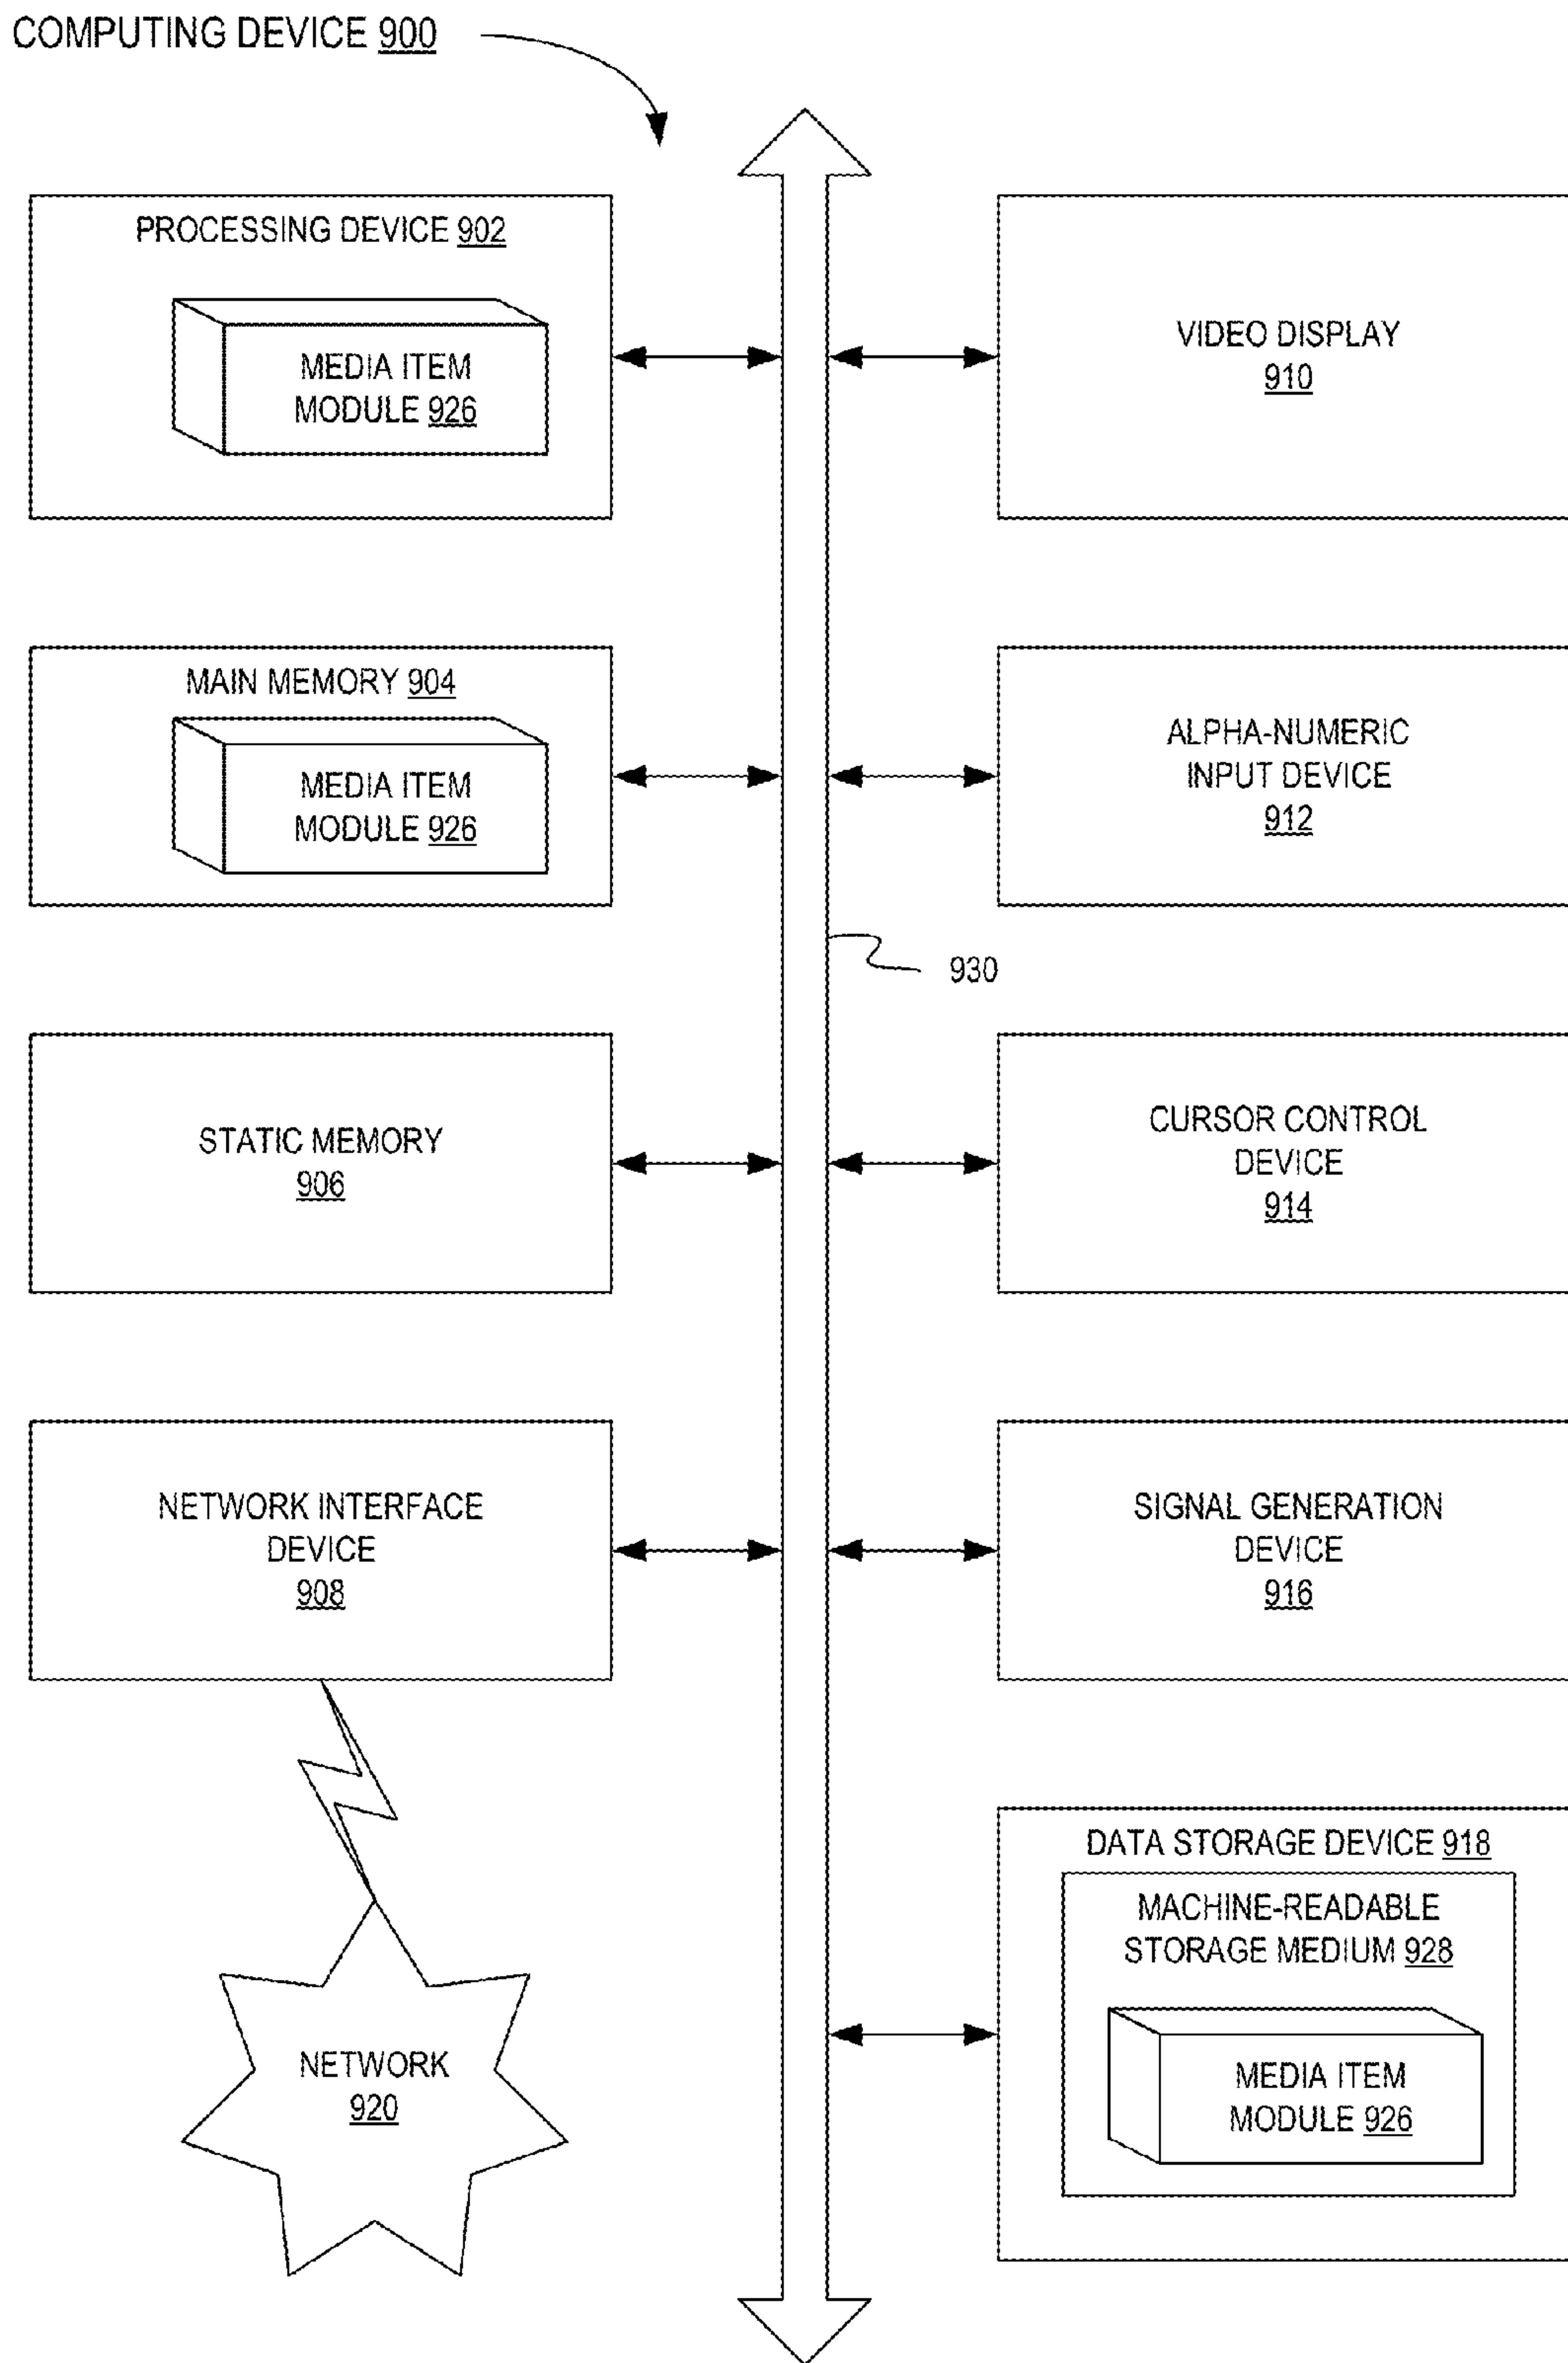 COMPUTING DEVICE 900
PROCESSING DEVICE 902
MEDIA ITEM
MODULE 926
VIDEO DISPLAY
910
MAIN MEMORY 904
MEDIA ITEM
MODULE 926
ALPHA-NUMERIC
INPUT DEVICE
912
930
STATIC MEMORY
906
CURSOR CONTROL
DEVICE
914
NETWORK INTERFACE
DEVICE
908
SIGNAL GENERATION
DEVICE
916
DATA STORAGE DEVICE 918
MACHINE-READABLE
STORAGE MEDIUM 928
MEDIA ITEM
MODULE 926
NETWORK
920